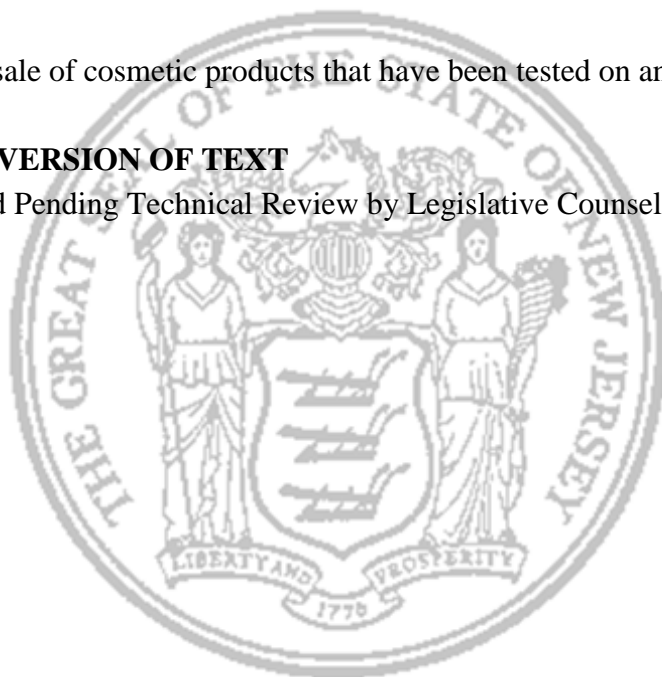 sale of cosmetic products that have been tested on an
VERSION OF TEXT
d Pending Technical Review by Legislative Counsel
THE GREAT SEAL OF THE STATE OF NEW JERSEY
LIBERTY AND PROSPERITY
1776